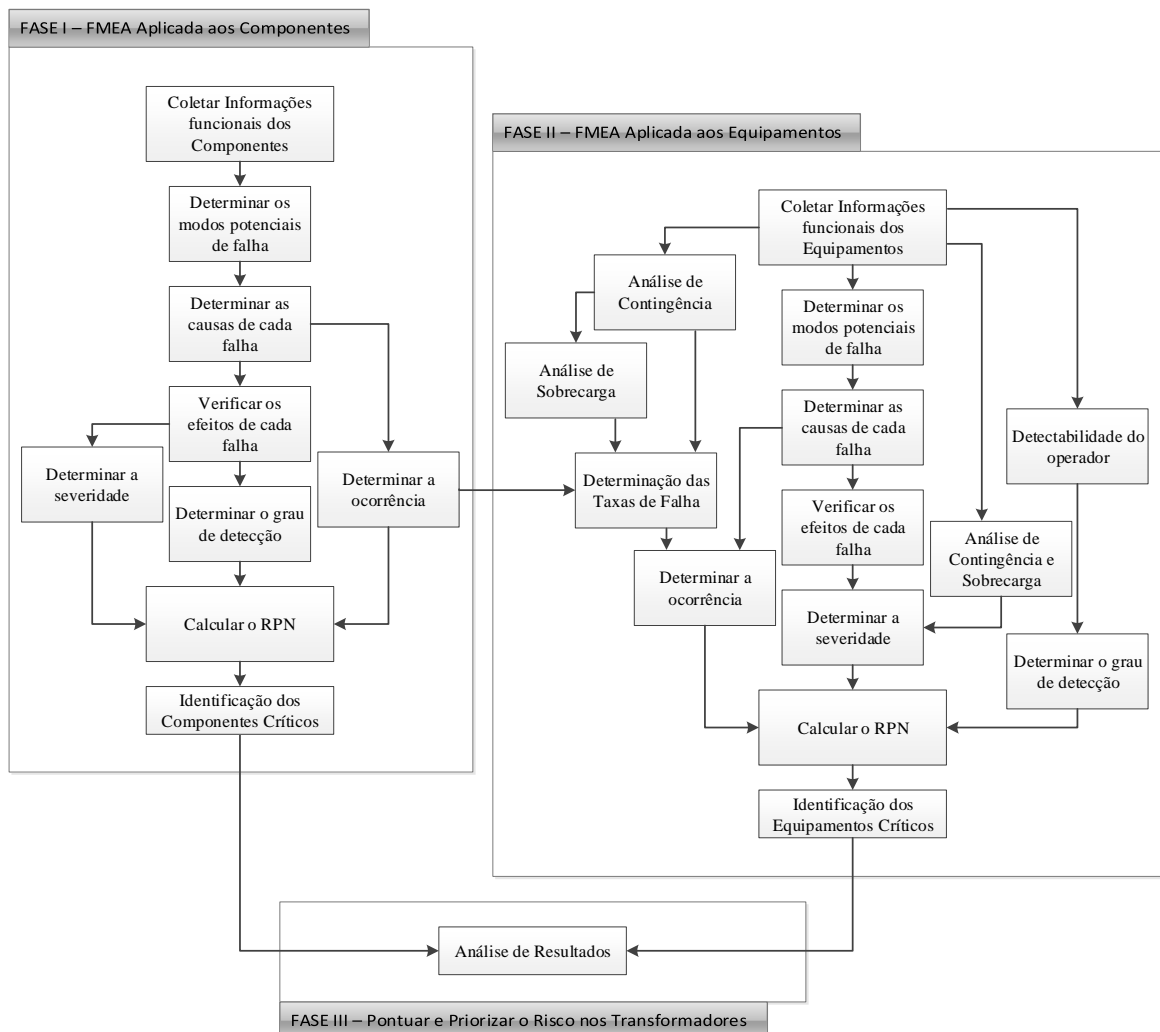 FASE I – FMEA Aplicada aos Componentes
Coletar Informações
funcionais dos
Componentes
Determinar os
modos potenciais
de falha
Determinar as
causas de cada
falha
Verificar os
efeitos de cada
falha
Determinar a
severidade
Determinar o grau
de detecção
Determinar a
ocorrência
Calcular o RPN
Identificação dos
Componentes Críticos
FASE II – FMEA Aplicada aos Equipamentos
Coletar Informações
funcionais dos
Equipamentos
Análise de
Contingência
Análise de
Sobrecarga
Determinação das
Taxas de Falha
Determinar os
modos potenciais
de falha
Determinar as
causas de cada
falha
Verificar os
efeitos de cada
falha
Determinar a
ocorrência
Determinar a
severidade
Análise de
Contingência e
Sobrecarga
Detectabilidade do
operador
Determinar o grau
de detecção
Calcular o RPN
Identificação dos
Equipamentos Críticos
Análise de Resultados
FASE III – Pontuar e Priorizar o Risco nos Transformadores